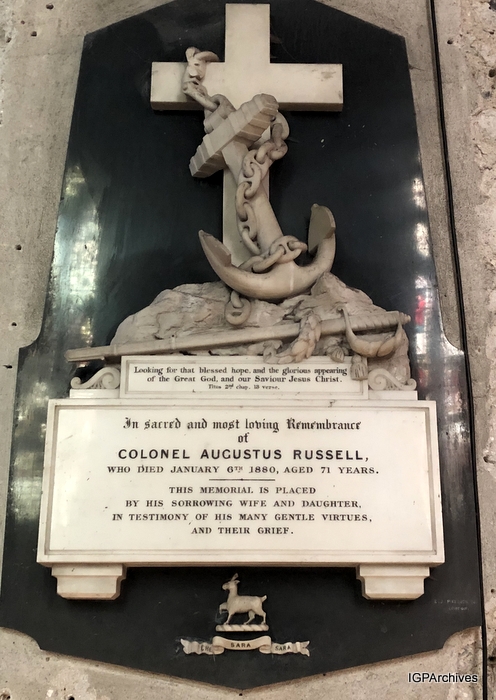 Looking for that blessed hope, and the glorious appearing
of the Great God, and our Saviour Jesus Christ.
Titus 2nd chap. 13 verse.
In sacred and most loving Remembrance
of
COLONEL AUGUSTUS RUSSELL,
WHO DIED JANUARY 6TH 1880, AGED 71 YEARS.
THIS MEMORIAL IS PLACED
BY HIS SORROWING WIFE AND DAUGHTER,
IN TESTIMONY OF HIS MANY GENTLE VIRTUES,
AND THEIR GRIEF.
CHE SARA SARA
IGPArchives